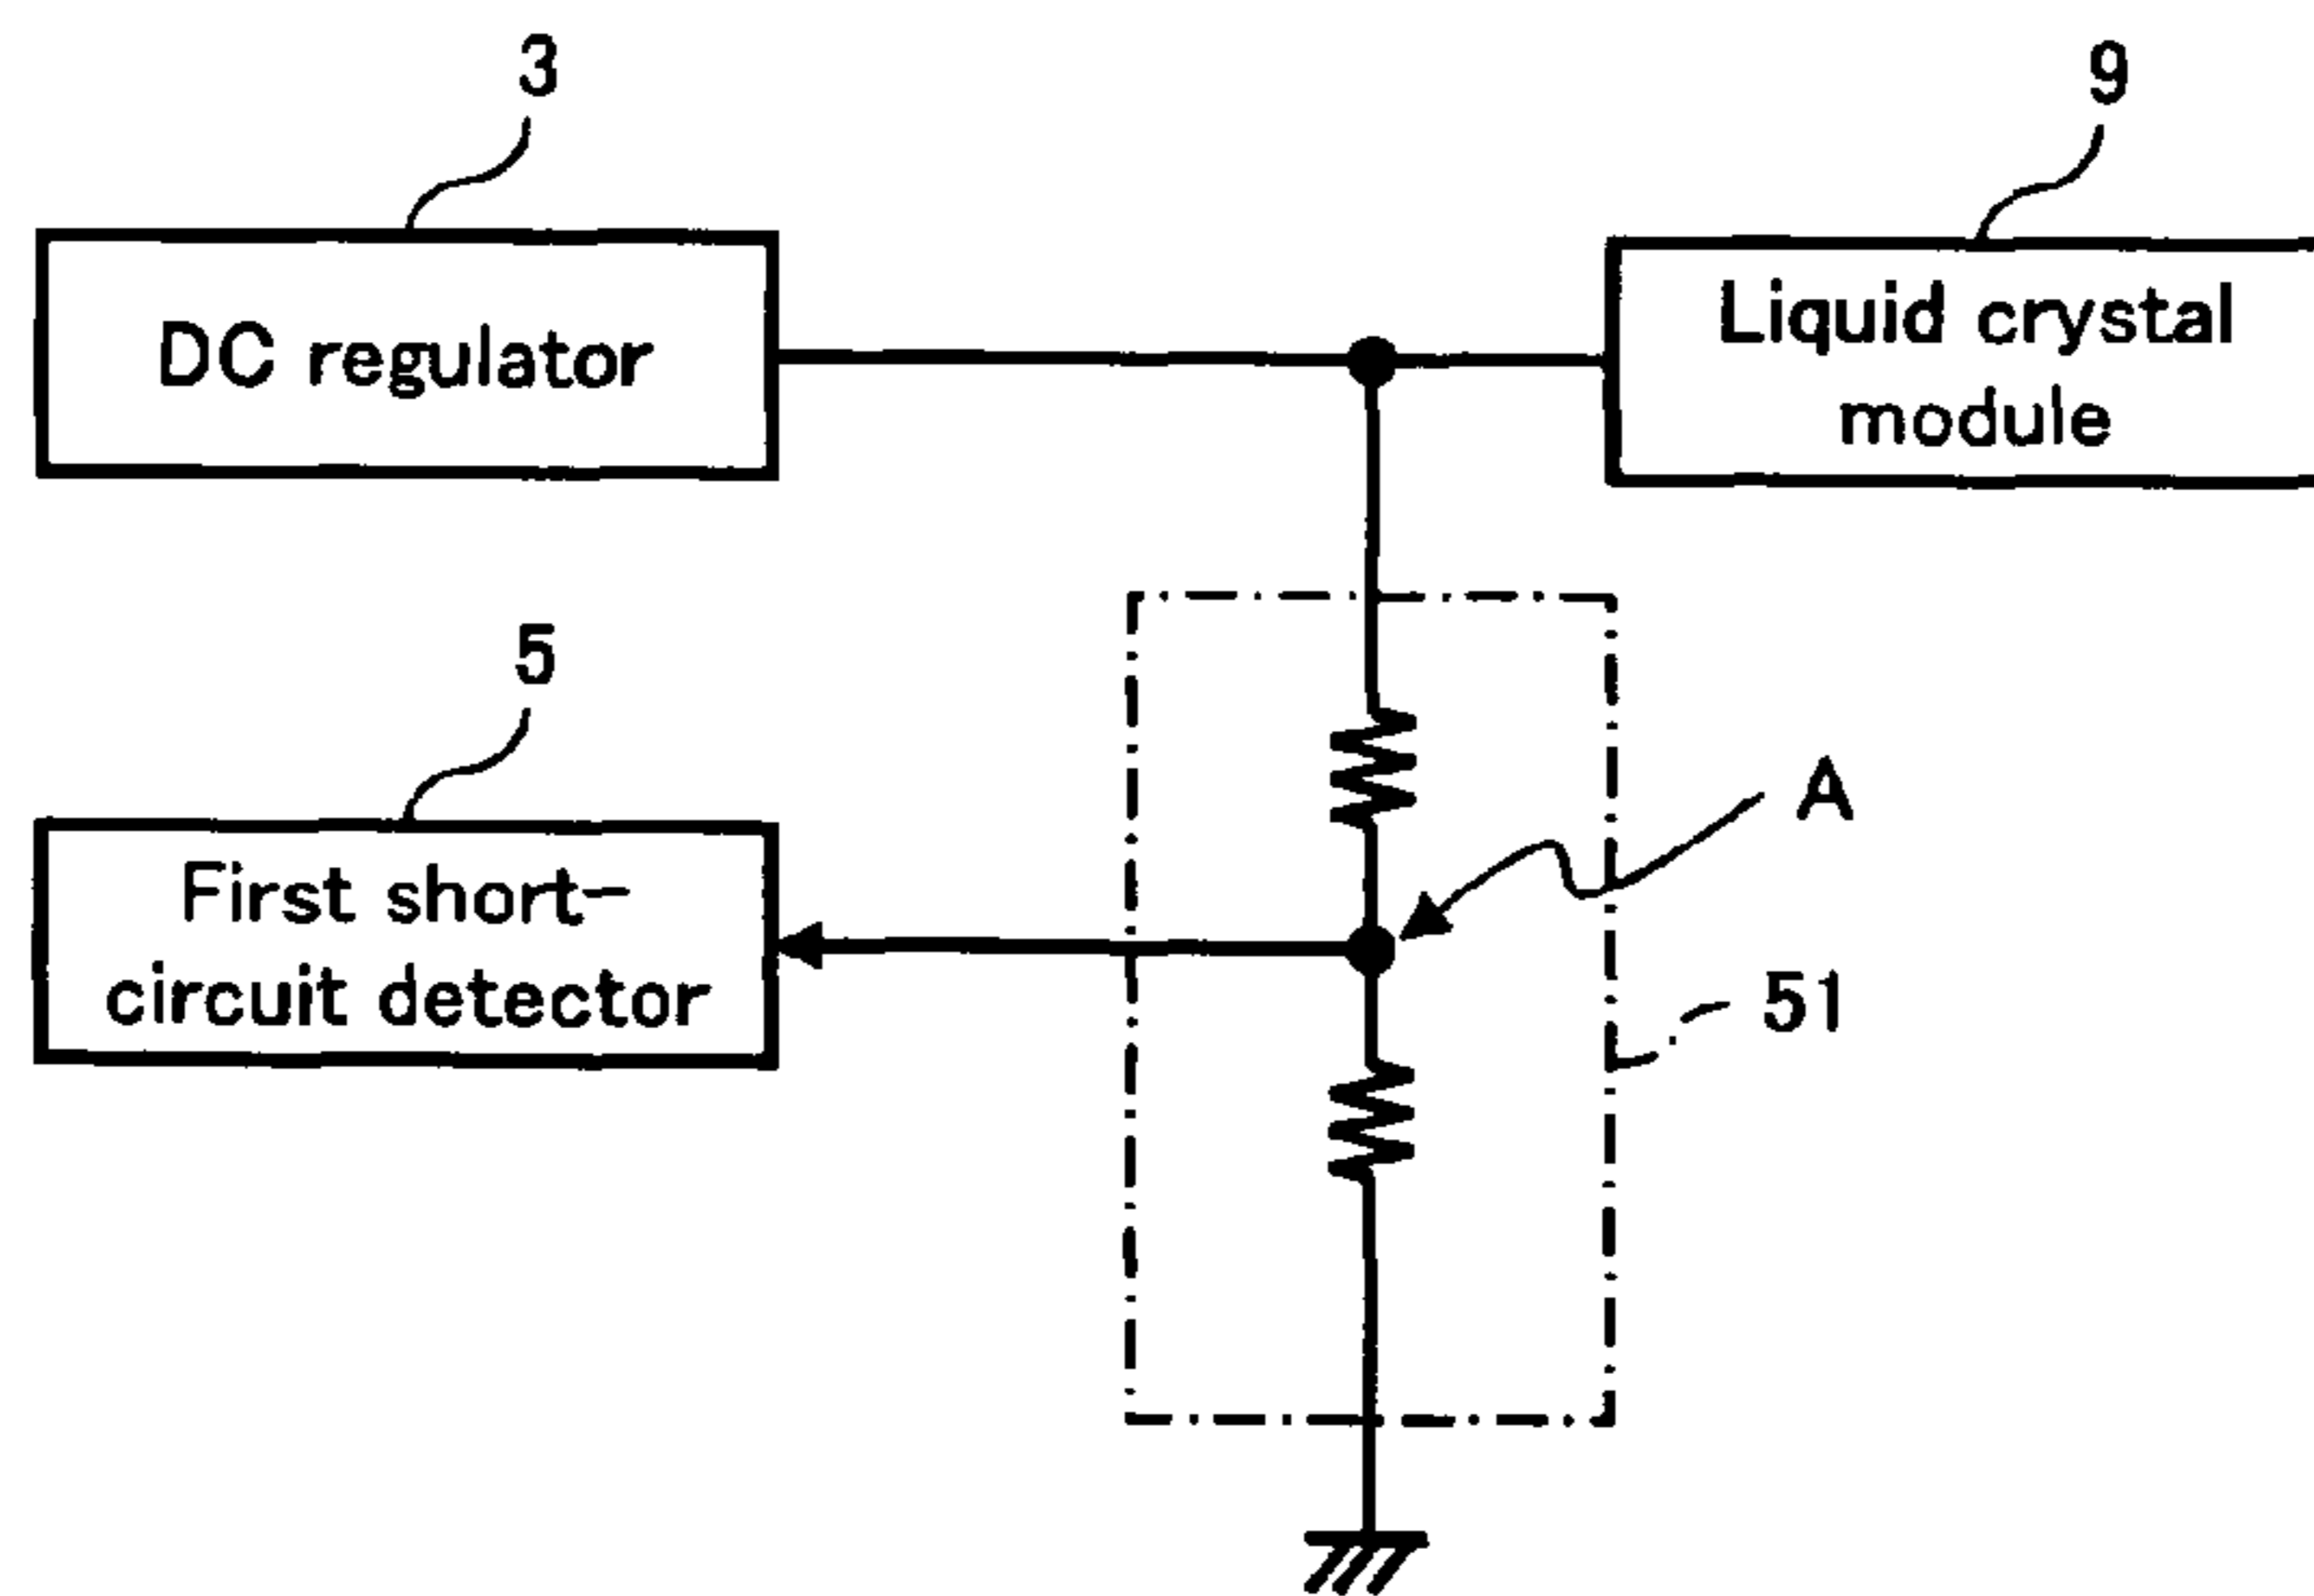 3
9
DC regulator
Liquid crystal
module
5
First short-
circuit detector
A
51